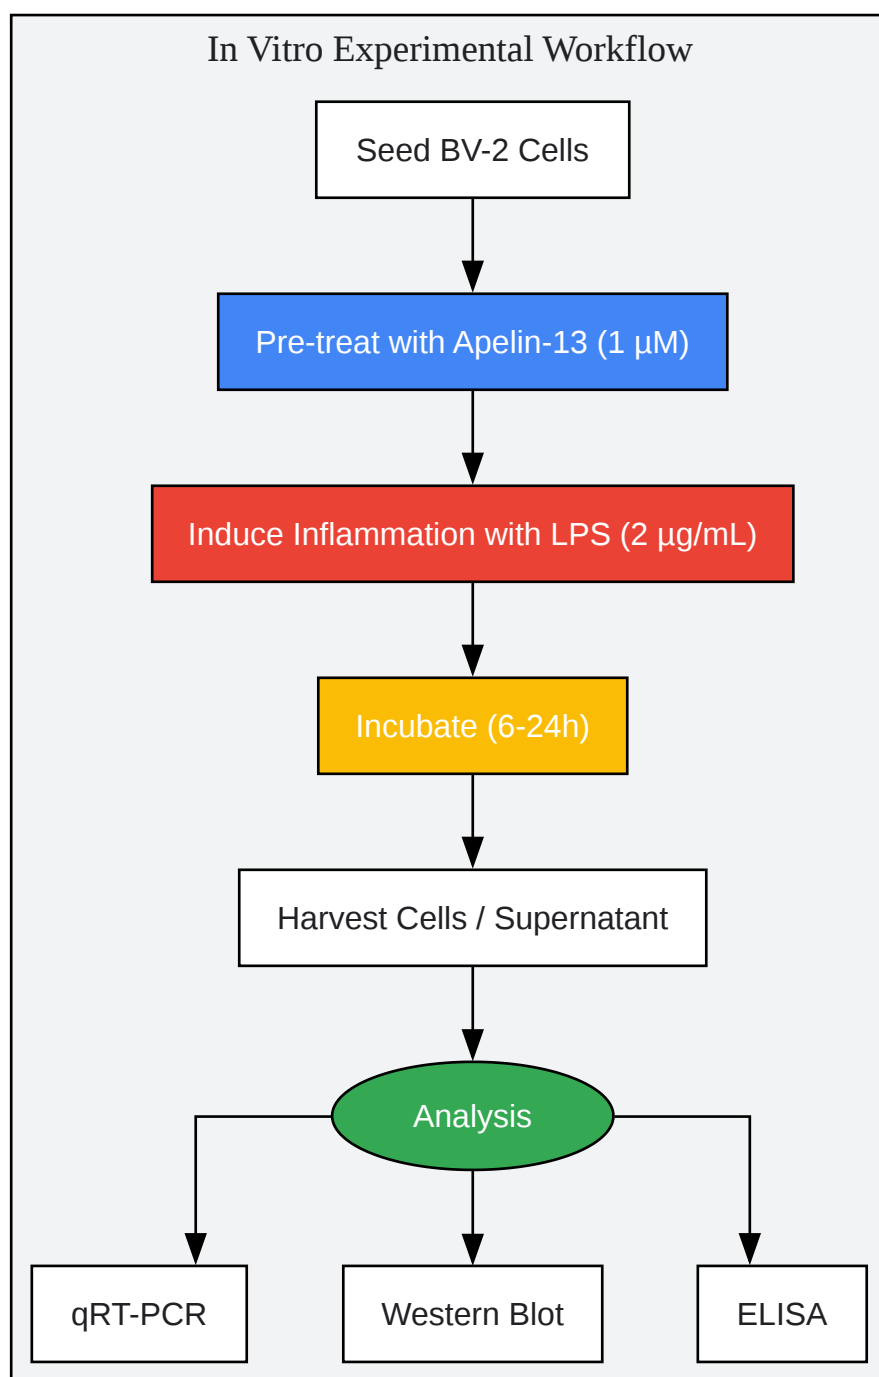 In Vitro Experimental Workflow
Seed BV-2 Cells
Pre-treat with Apelin-13 (1 µM)
Induce Inflammation with LPS (2 µg/mL)
Incubate (6-24h)
Harvest Cells / Supernatant
Analysis
qRT-PCR
Western Blot
ELISA